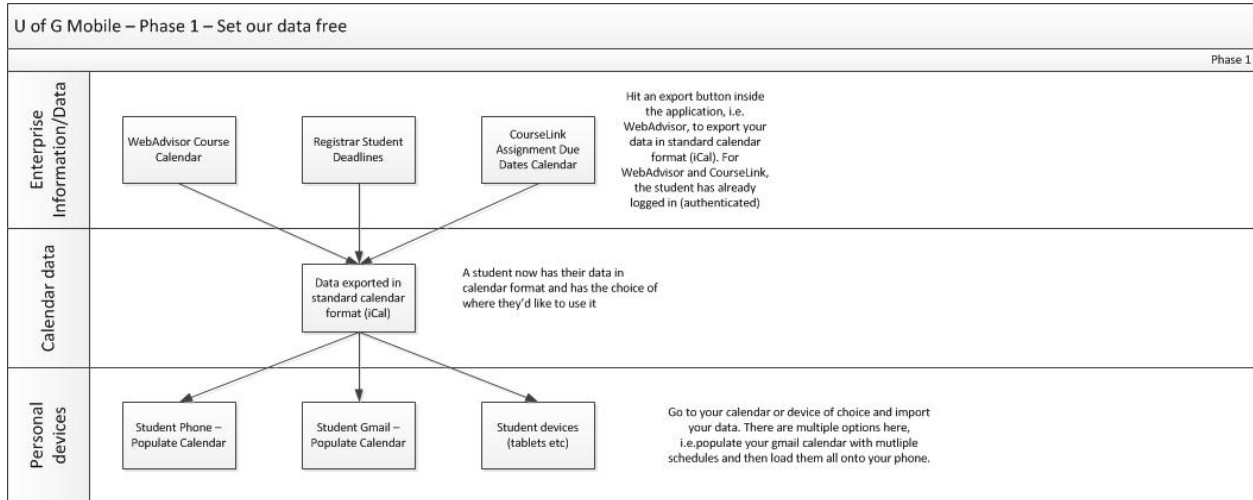 U of G Mobile – Phase 1 – Set our data free
Phase 1
Enterprise
Information/Data
WebAdvisor Course
Calendar
Registrar Student
Deadlines
CourseLink
Assignment Due
Dates Calendar
Hit an export button inside
the application, i.e.
WebAdvisor, to export your
data in standard calendar
format (iCal). For
WebAdvisor and CourseLink,
the student has already
logged in (authenticated)
Calendar data
Data exported in
standard calendar
format (iCal)
A student now has their data in
calendar format and has the choice of
where they'd like to use it
Personal
devices
Student Phone –
Populate Calendar
Student Gmail –
Populate Calendar
Student devices
(tablets etc)
Go to your calendar or device of choice and import
your data. There are multiple options here,
i.e.populate your gmail calendar with mutliple
schedules and then load them all onto your phone.